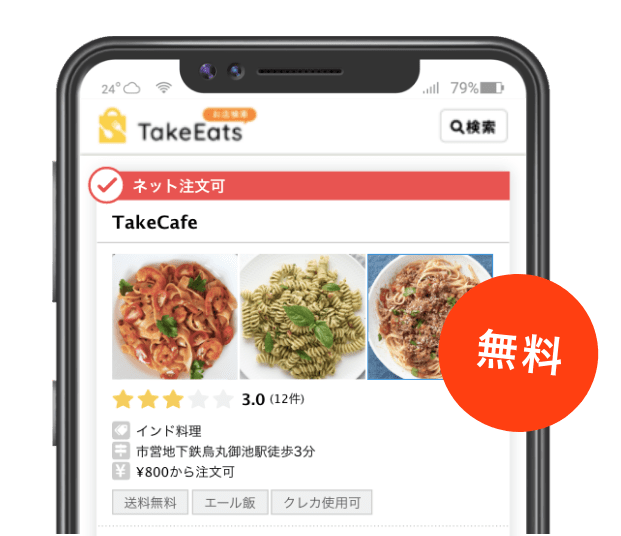 24°
79%
お店検索
TakeEats
検索
ネット注文可
TakeCafe
無料
3.0 (12件)
インド料理
市営地下鉄烏丸御池駅徒歩3分
¥ ¥800から注文可
送料無料 エール飯 クレカ使用可